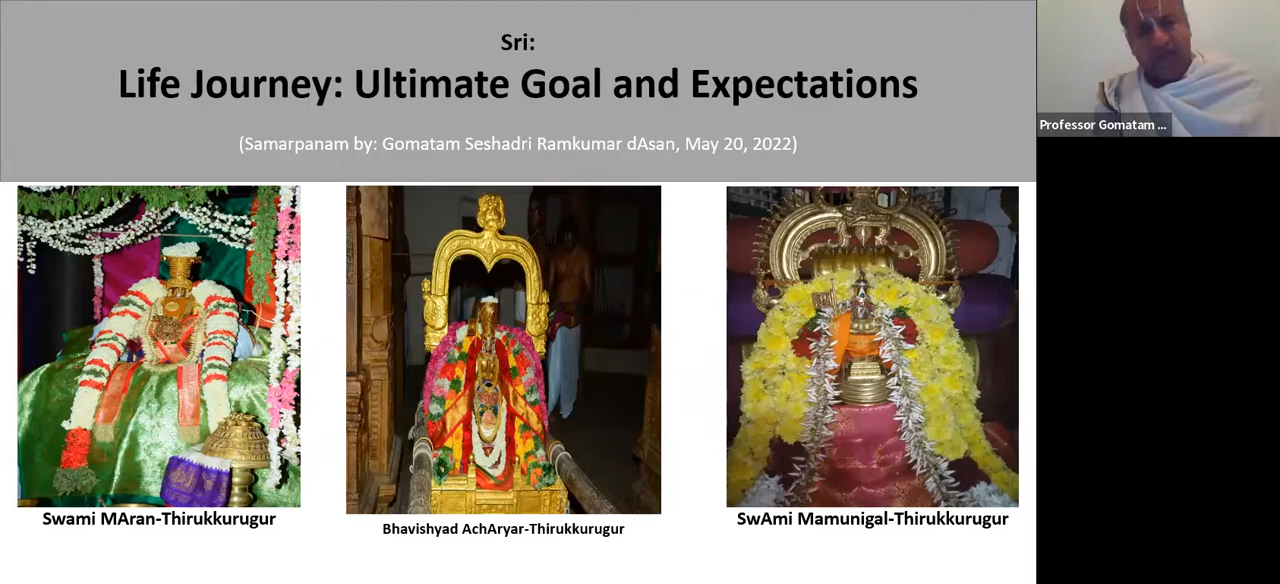 Sri:
Life Journey: Ultimate Goal and Expectations
(Samarpanam by: Gomatam Seshadri Ramkumar dAsan, May 20, 2022)
Professor Gomatam ...
Swami MAran-Thirukkurugur
Bhavishyad AchAryar-Thirukkurugur
SwAmi Mamunigal-Thirukkurugur